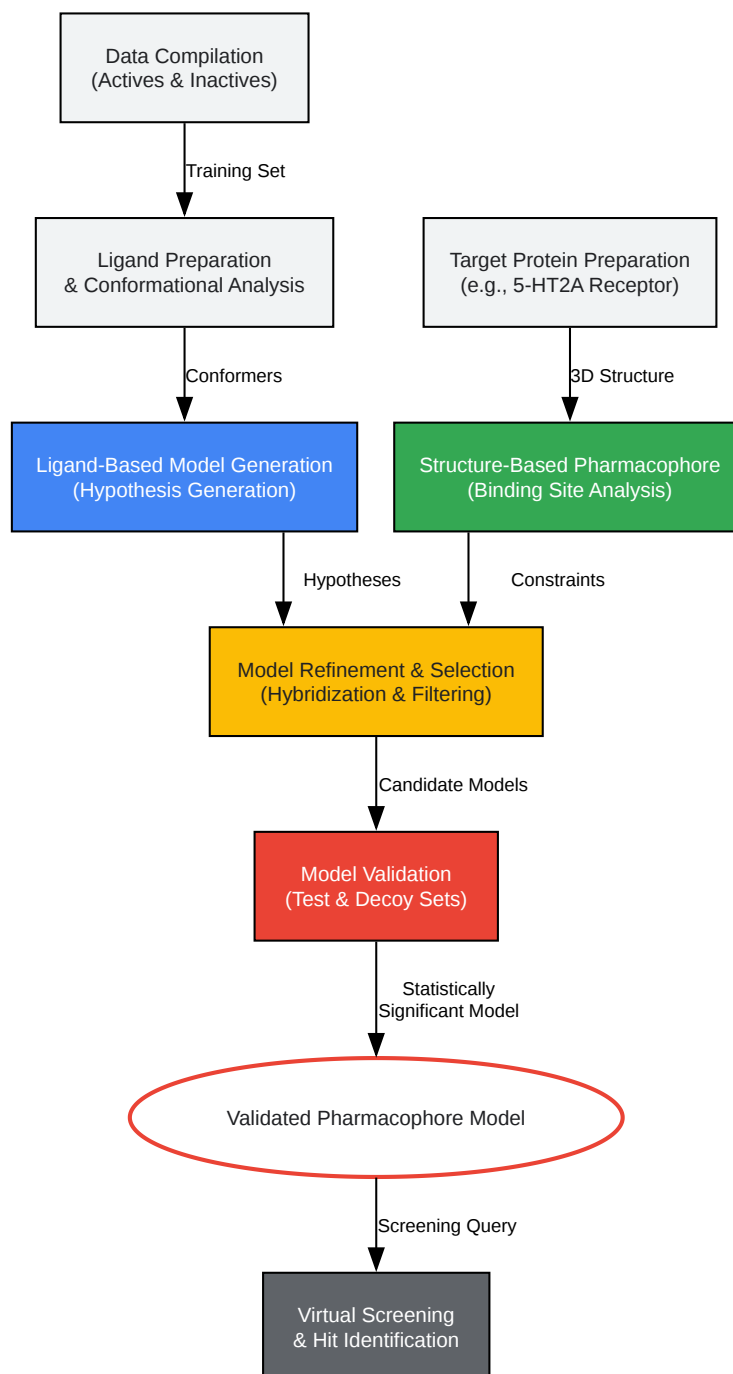 Data Compilation
(Actives & Inactives)
Training Set
Ligand Preparation
& Conformational Analysis
Target Protein Preparation
(e.g., 5-HT2A Receptor)
Conformers
3D Structure
Ligand-Based Model Generation
(Hypothesis Generation)
Structure-Based Pharmacophore
(Binding Site Analysis)
Hypotheses
Constraints
Model Refinement & Selection
(Hybridization & Filtering)
Candidate Models
Model Validation
(Test & Decoy Sets)
Statistically
Significant Model
Validated Pharmacophore Model
Screening Query
Virtual Screening
& Hit Identification